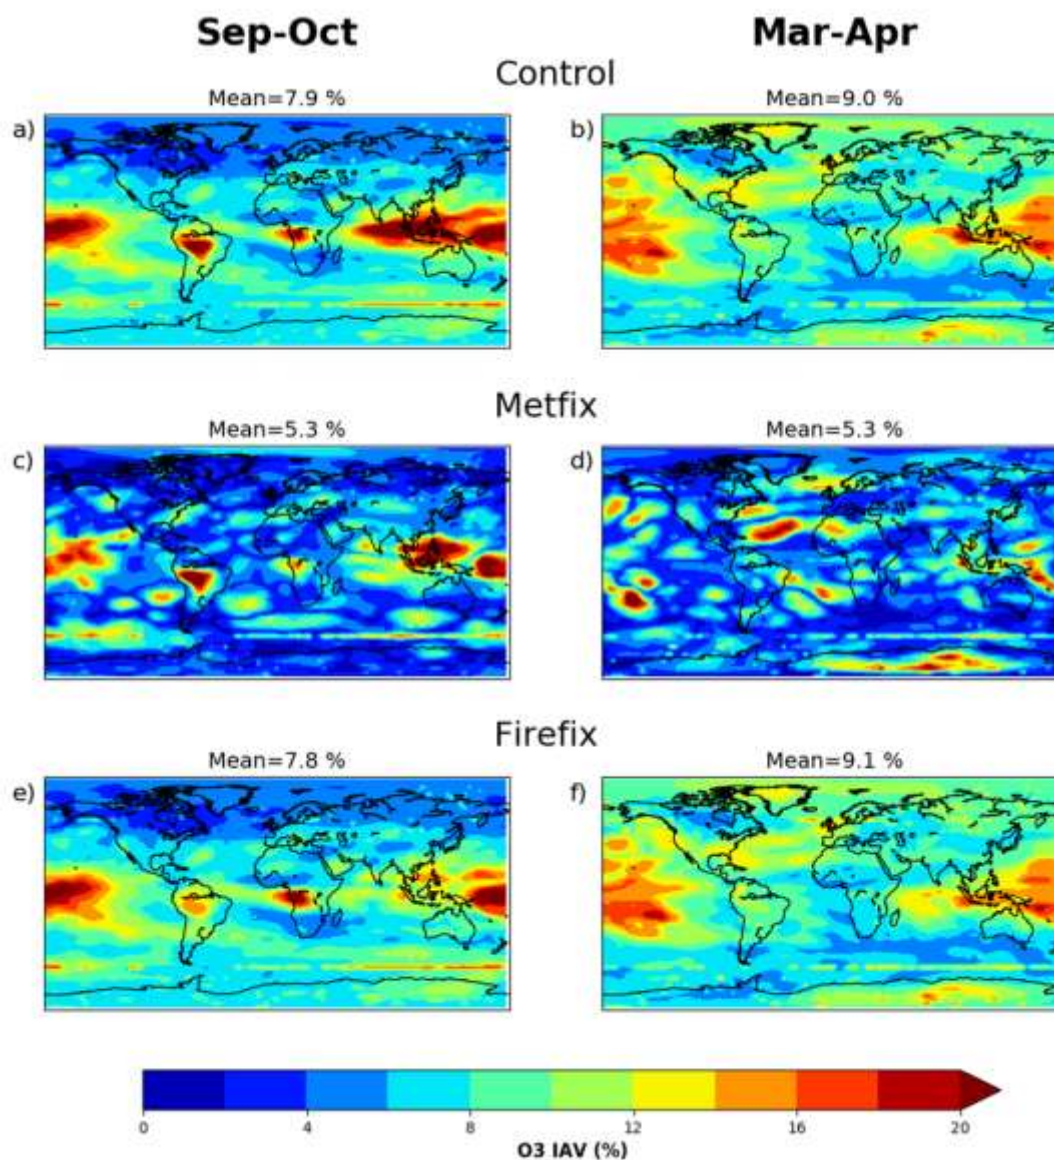 Sep-Oct Mar-Apr
Control
Mean=7.9 % Mean=9.0 %
a) b)
Metfix
Mean=5.3 % Mean=5.3 %
c) d)
Firefix
Mean=7.8 % Mean=9.1 %
e) f)
0 4 8 12 16 20
O3 IAV (%)